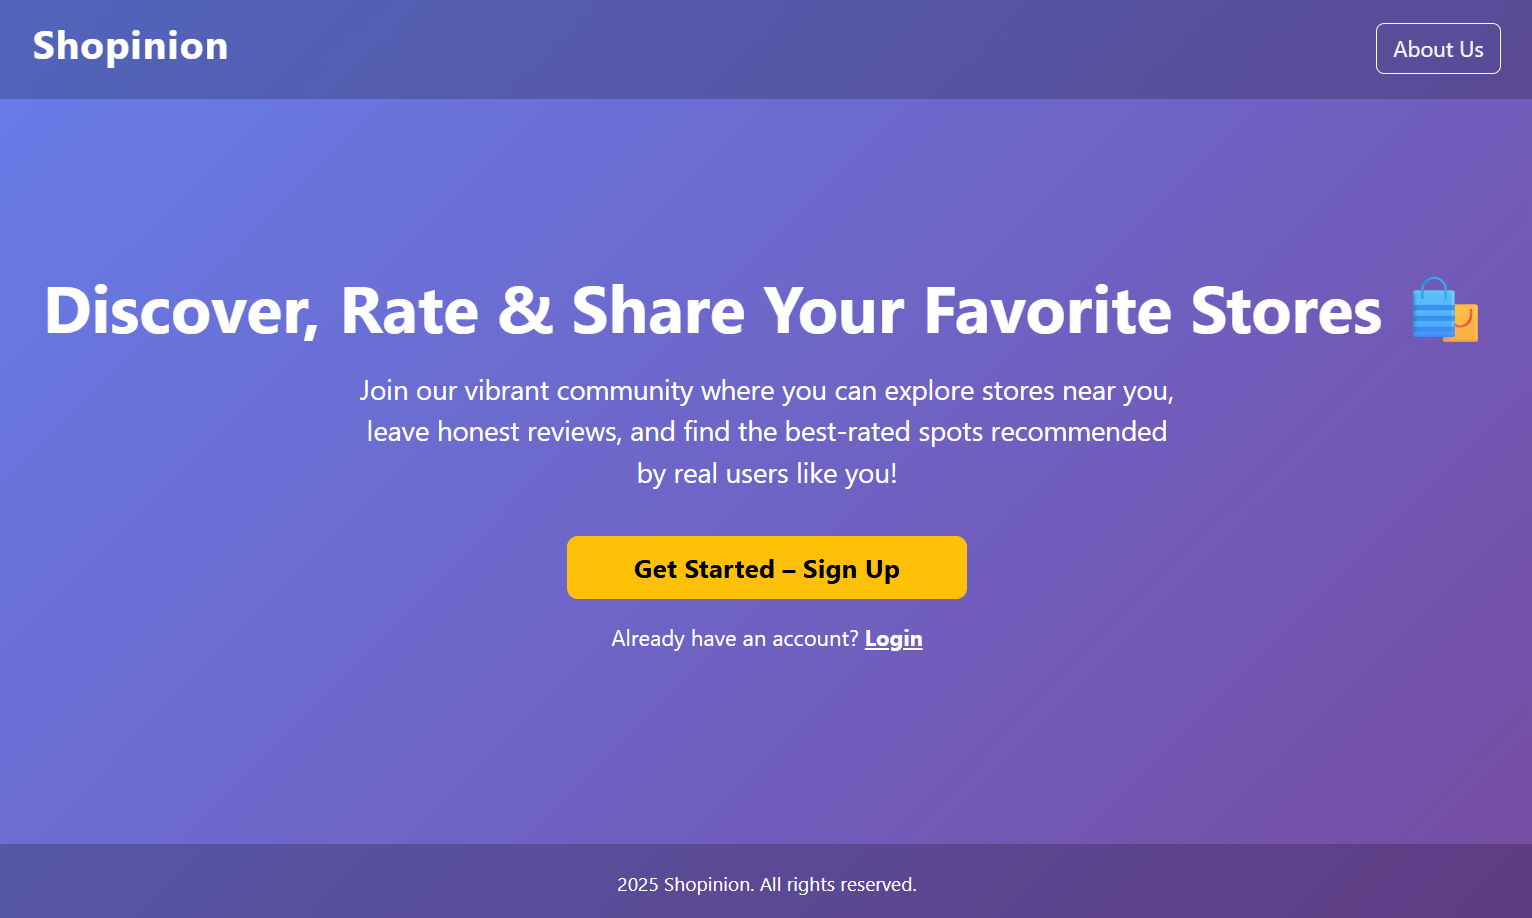 Shopinion
About Us
Discover, Rate & Share Your Favorite Stores 🛍️
Join our vibrant community where you can explore stores near you,
leave honest reviews, and find the best-rated spots recommended
by real users like you!
Get Started – Sign Up
Already have an account? Login
2025 Shopinion. All rights reserved.